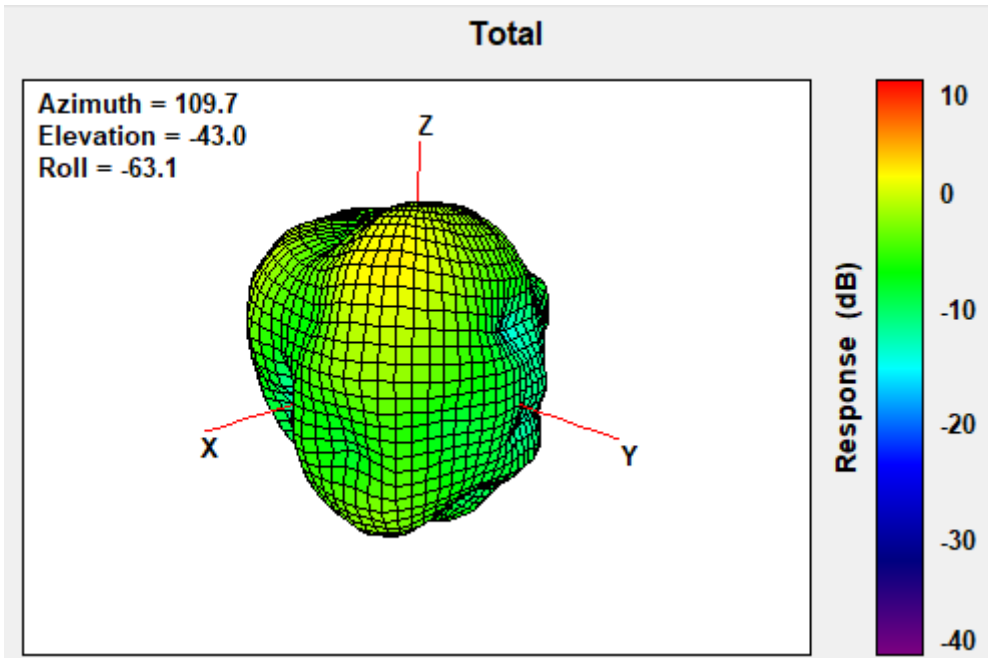 Total
Azimuth = 109.7
Elevation = -43.0
Roll = -63.1
Z
X
Y
10
0
-10
-20
-30
-40
Response (dB)